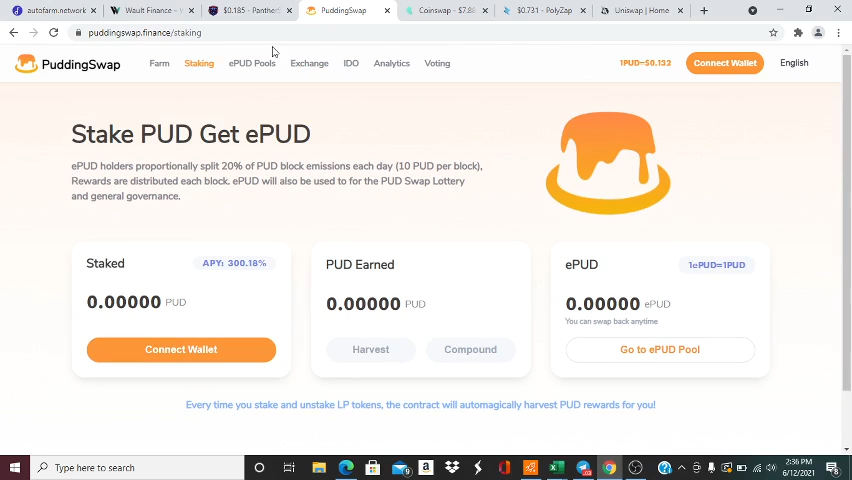 autofarm.network
Wault Finance –
$0.185 - Panther
PuddingSwap
Coinswap - $7.88
$0.731 - PolyZap
Uniswap | Home
puddingswap.finance/staking
PuddingSwap
Farm
Staking
ePUD Pools
Exchange
IDO
Analytics
Voting
1PUD=$0.132
Connect Wallet
English
Stake PUD Get ePUD
ePUD holders proportionally split 20% of PUD block emissions each day (10 PUD per block),
Rewards are distributed each block. ePUD will also be used to for the PUD Swap Lottery
and general governance.
Staked
APY: 300.18%
0.00000 PUD
Connect Wallet
PUD Earned
0.00000 PUD
Harvest
Compound
ePUD
1ePUD=1PUD
0.00000 ePUD
You can swap back anytime
Go to ePUD Pool
Every time you stake and unstake LP tokens, the contract will automagically harvest PUD rewards for you!
Type here to search
2:36 PM
6/12/2021